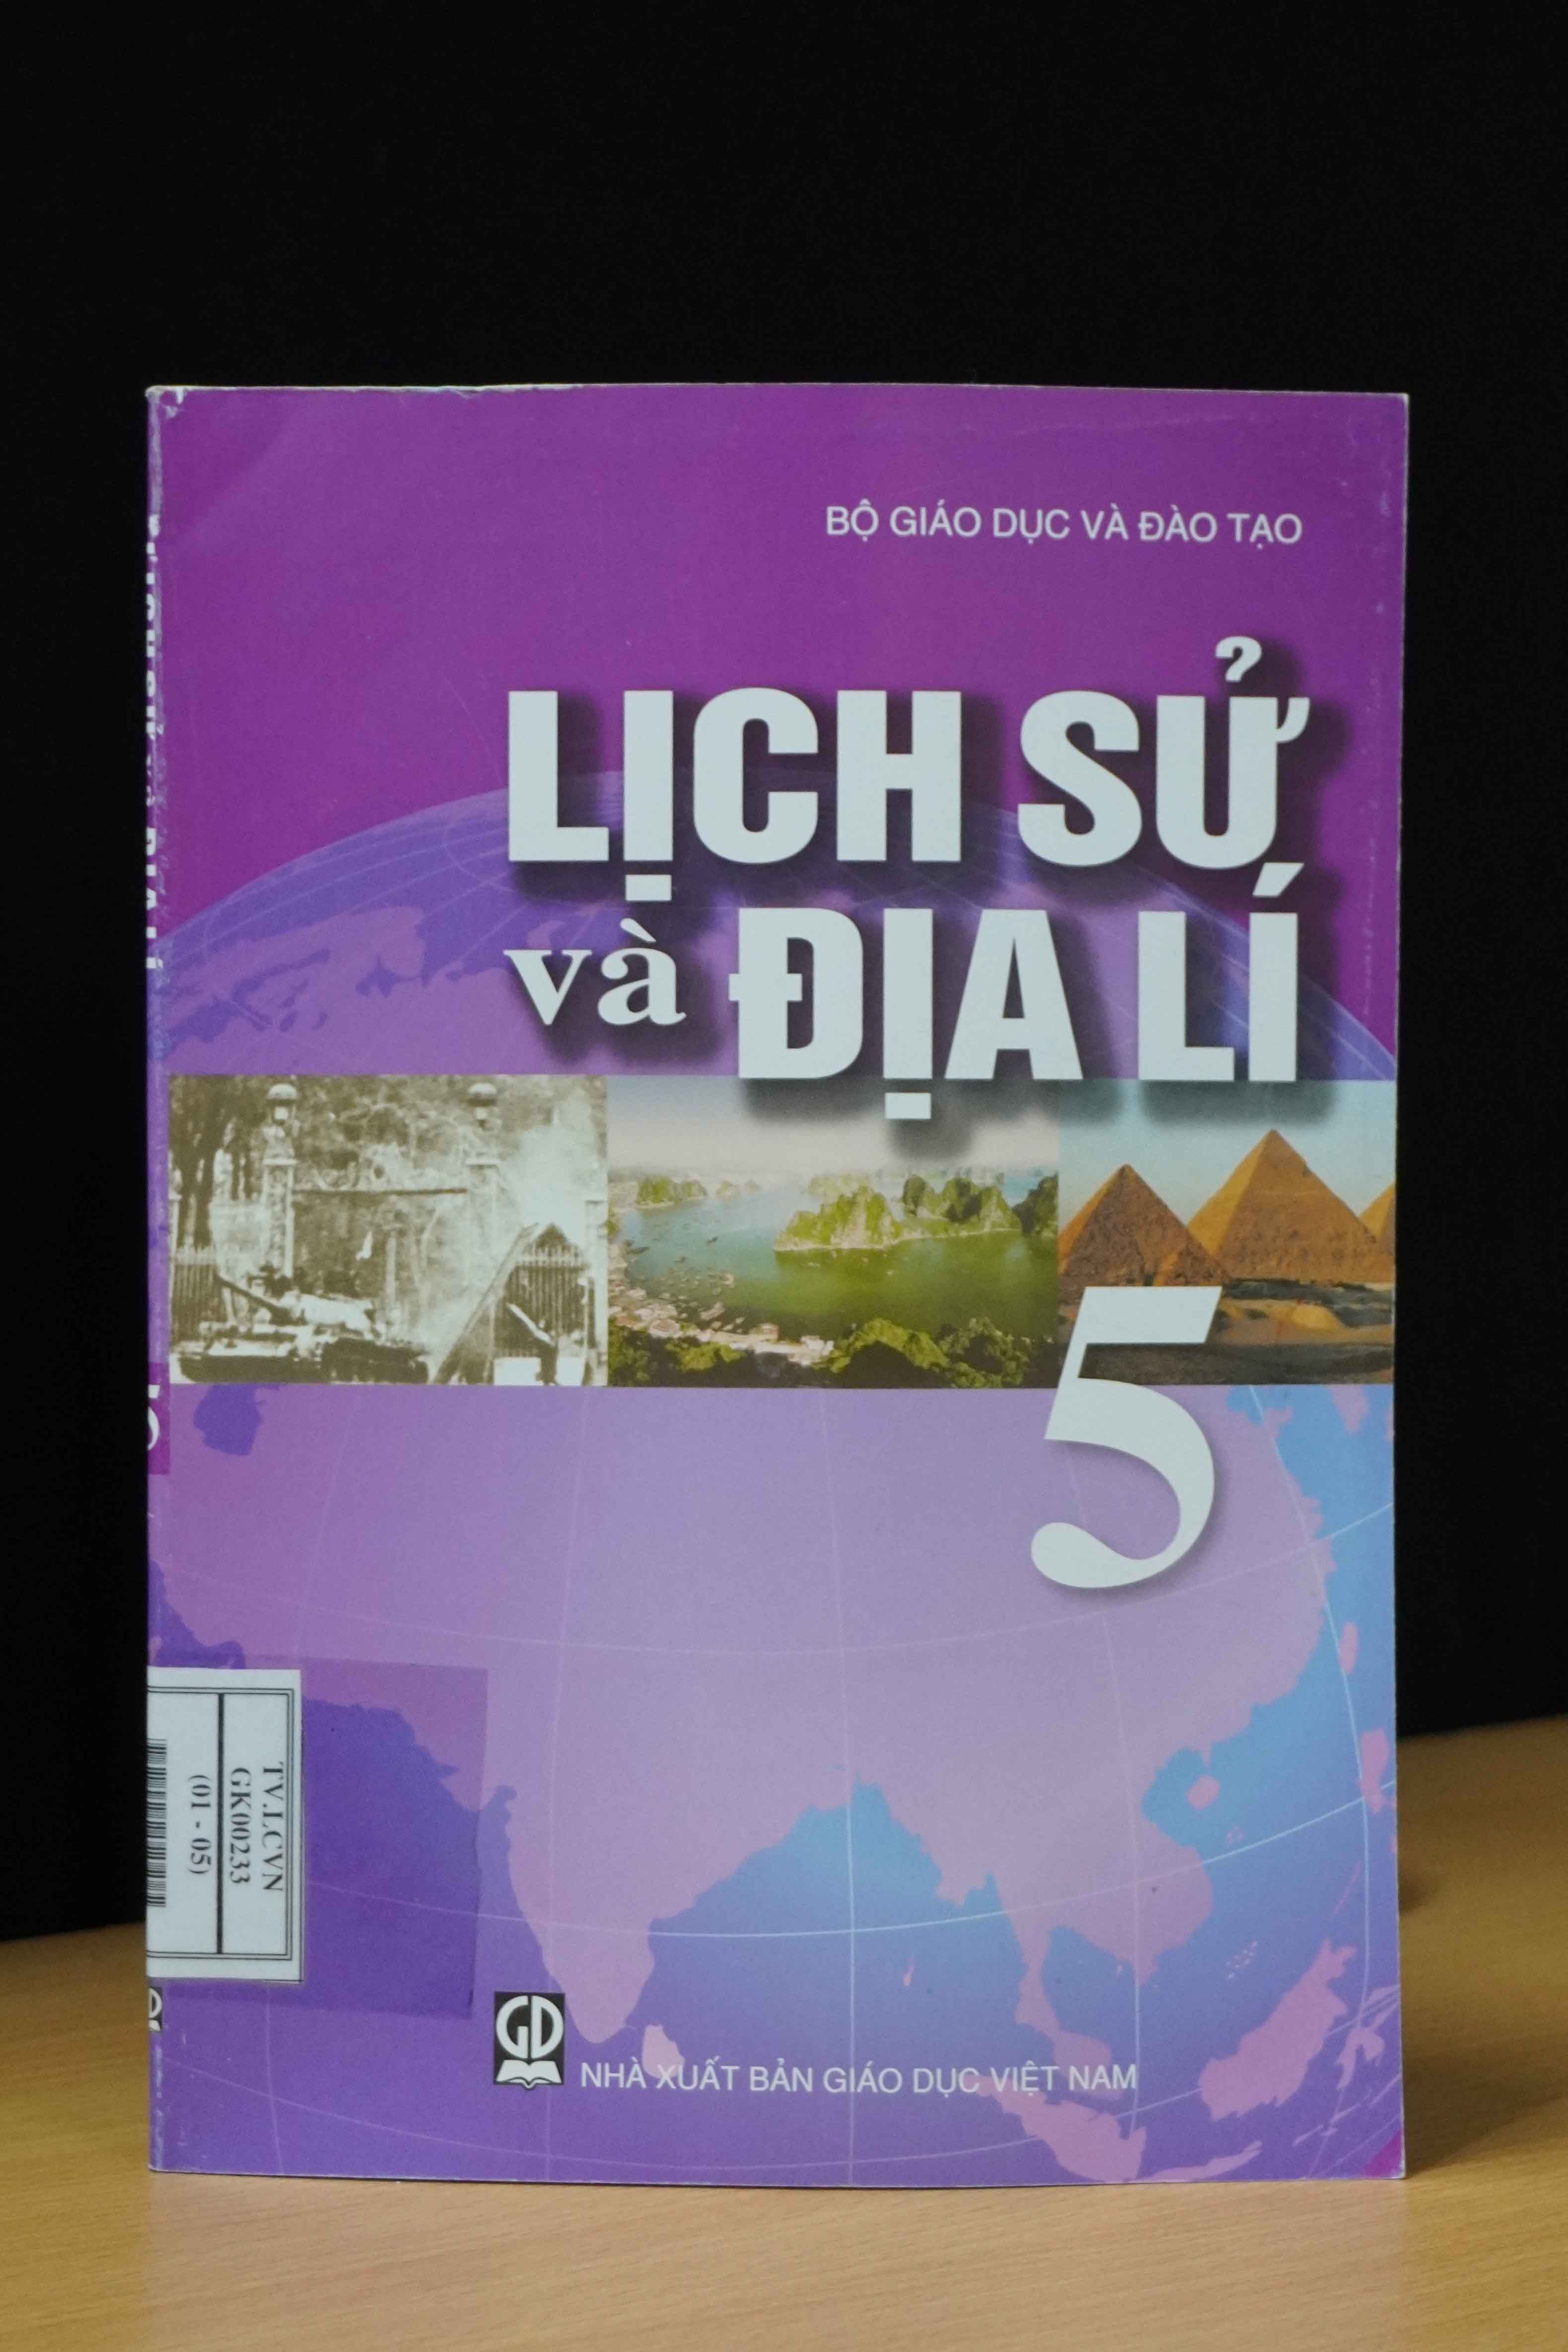 BỘ GIÁO DỤC VÀ ĐÀO TẠO
LỊCH SỬ
và ĐỊA LÍ
5
TV.LCVN
GK00233
(01 - 05)
GD
NHÀ XUẤT BẢN GIÁO DỤC VIỆT NAM